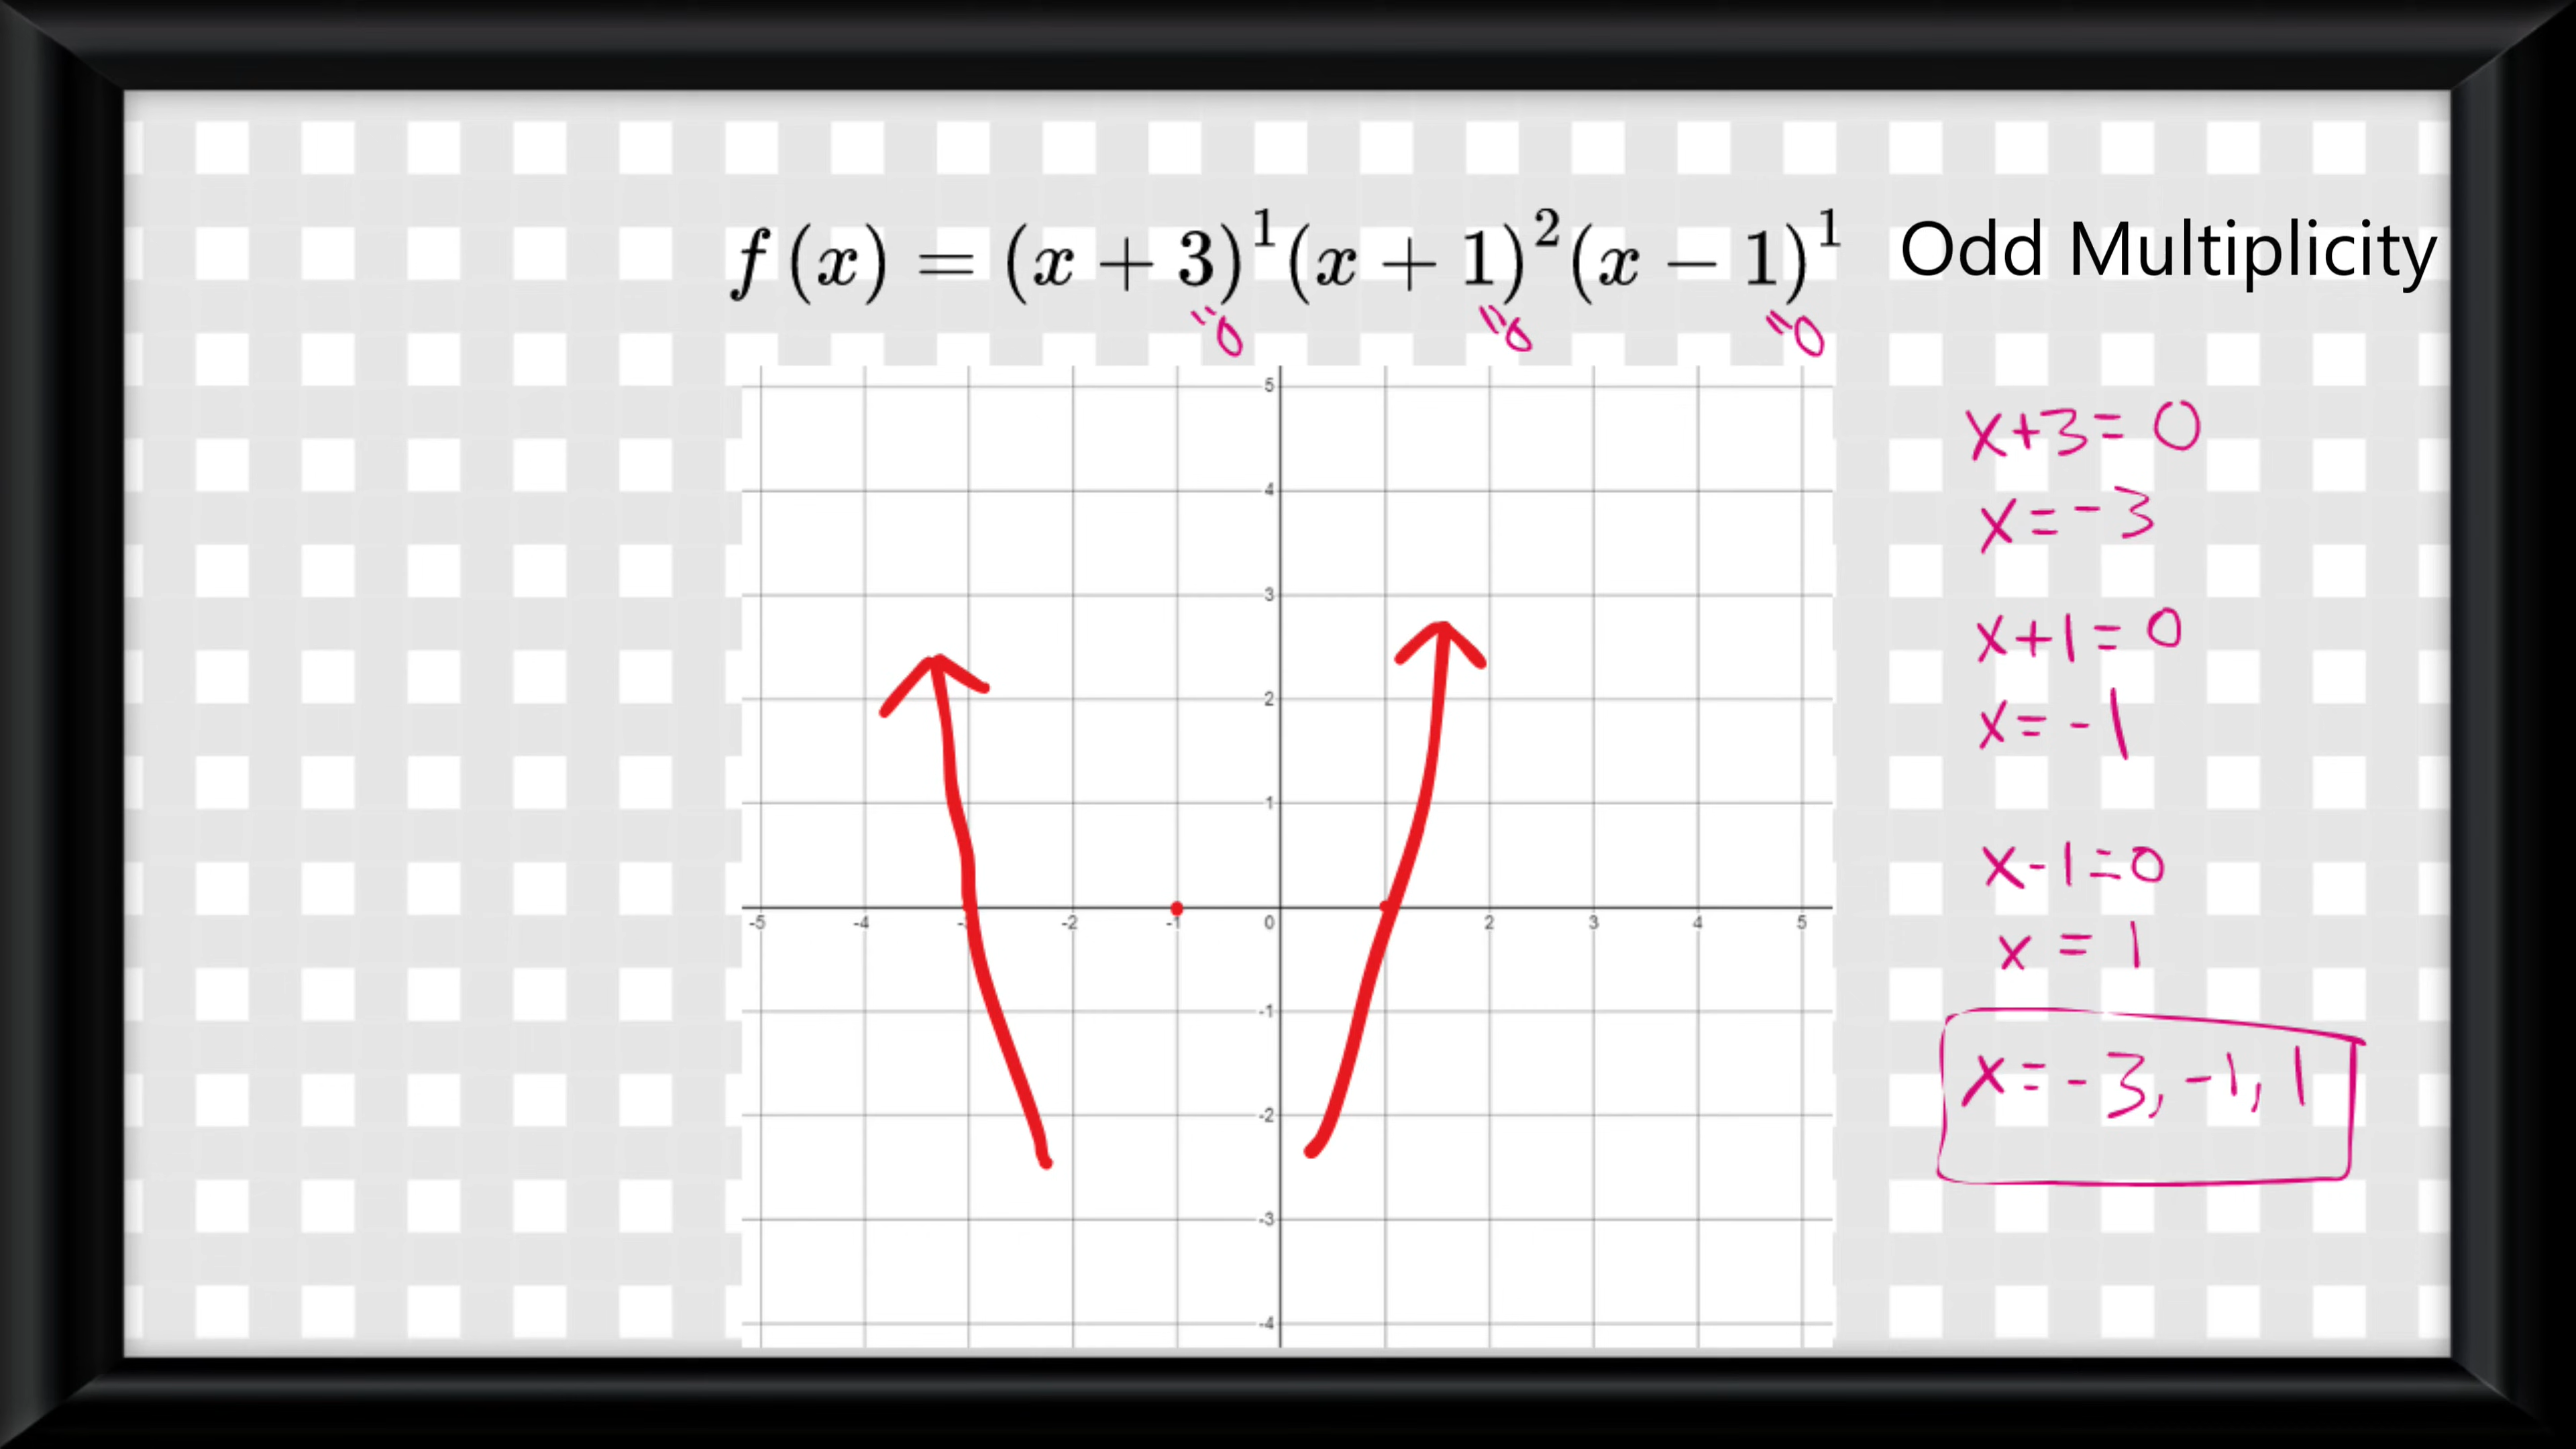 f (x) = (x + 3)¹(x + 1)²(x − 1)¹
Odd Multiplicity
=0 =0 =0
x+3=0
x=-3
x+1=0
x=-1
x-1=0
x = 1
x=-3, -1, 1
5
4
3
2
1
-5 -4 -3 -2 -1 0 2 3 4 5
-1
-2
-3
-4